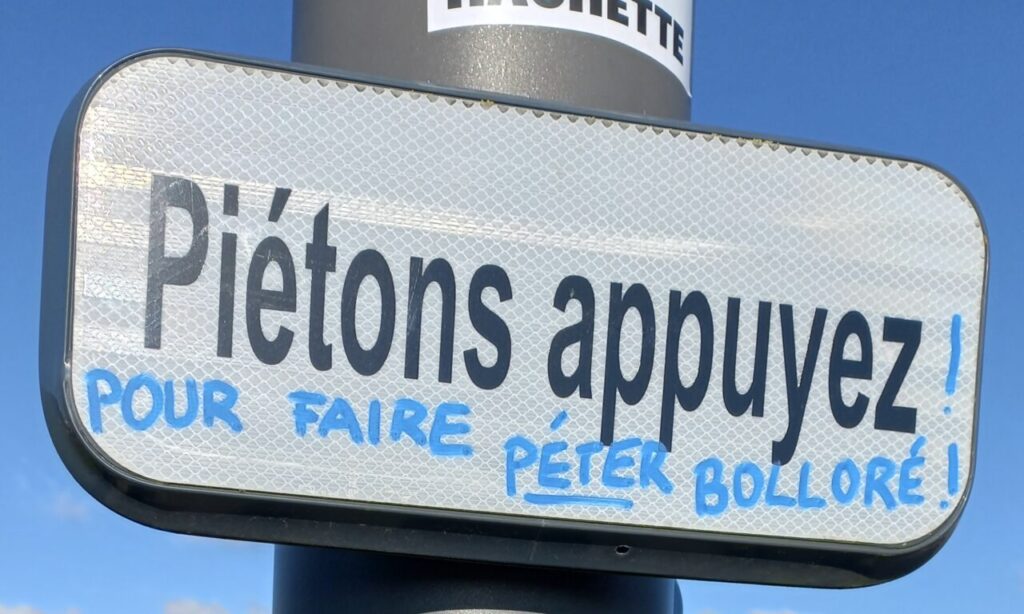 HACHETTE
Piétons appuyez !
POUR FAIRE PÉTER BOLLORÉ !